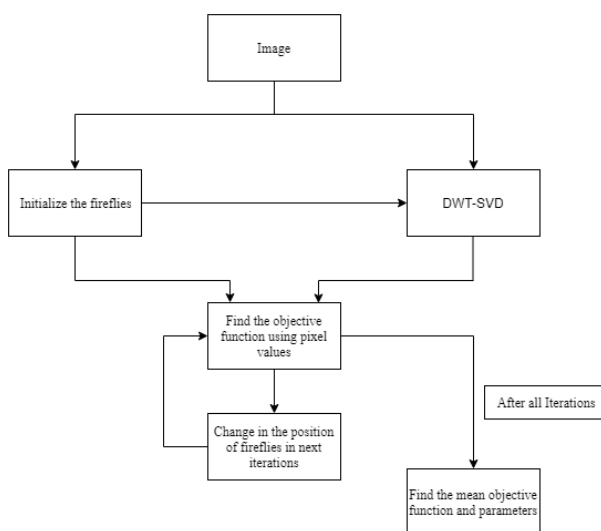 Image
Initialize the fireflies
DWT-SVD
Find the objective
function using pixel
values
After all Iterations
Change in the position
of fireflies in next
iterations
Find the mean objective
function and parameters